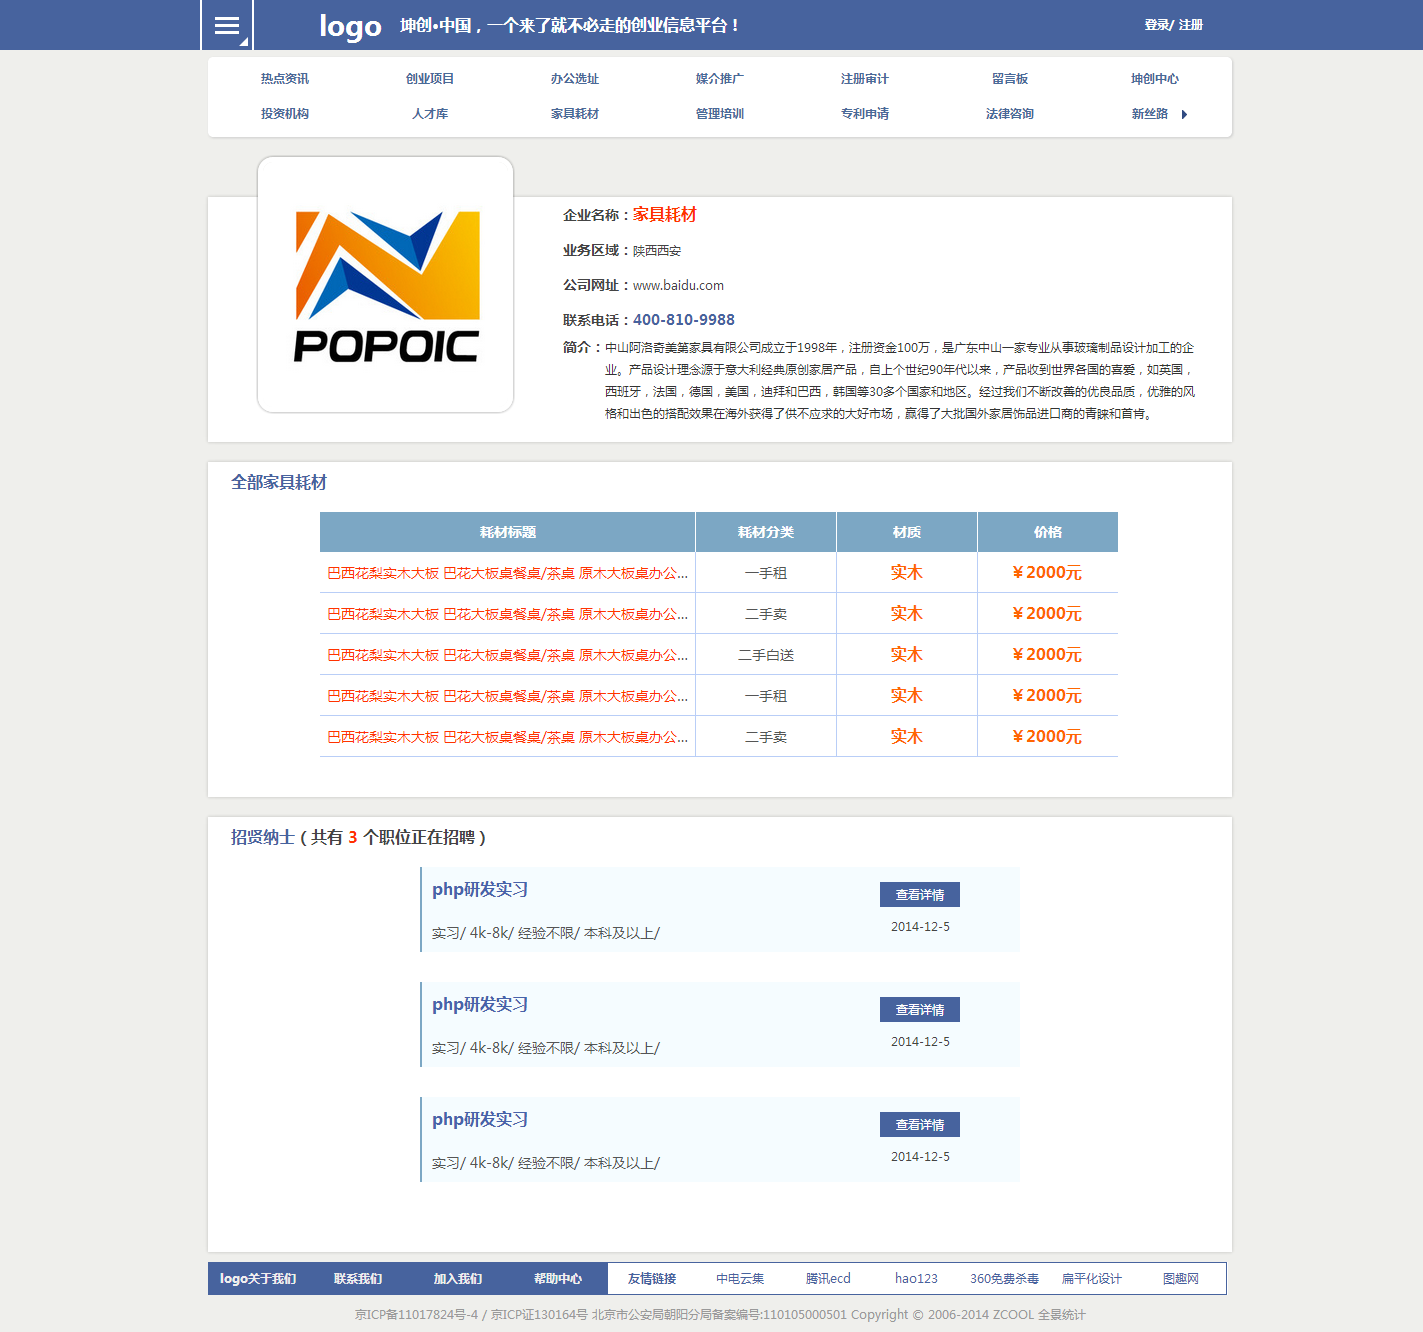 logo 坤创•中国，一个来了就不必走的创业信息平台！ 登录/ 注册
热点资讯 创业项目 办公选址 媒介推广 注册审计 留言板 坤创中心
投资机构 人才库 家具耗材 管理培训 专利申请 法律咨询 新丝路
POPOIC
企业名称：家具耗材
业务区域：陕西西安
公司网址：www.baidu.com
联系电话：400-810-9988
简介：中山阿洛奇美第家具有限公司成立于1998年，注册资金100万，是广东中山一家专业从事玻璃制品设计加工的企
业。产品设计理念源于意大利经典原创家居产品，自上个世纪90年代以来，产品收到世界各国的喜爱，如英国，
西班牙，法国，德国，美国，迪拜和巴西，韩国等30多个国家和地区。经过我们不断改善的优良品质，优雅的风
格和出色的搭配效果在海外获得了供不应求的大好市场，赢得了大批国外家居饰品进口商的青睐和首肯。
全部家具耗材
耗材标题 耗材分类 材质 价格
巴西花梨实木大板 巴花大板桌餐桌/茶桌 原木大板桌办公... 一手租 实木 ￥2000元
巴西花梨实木大板 巴花大板桌餐桌/茶桌 原木大板桌办公... 二手卖 实木 ￥2000元
巴西花梨实木大板 巴花大板桌餐桌/茶桌 原木大板桌办公... 二手白送 实木 ￥2000元
巴西花梨实木大板 巴花大板桌餐桌/茶桌 原木大板桌办公... 一手租 实木 ￥2000元
巴西花梨实木大板 巴花大板桌餐桌/茶桌 原木大板桌办公... 二手卖 实木 ￥2000元
招贤纳士 ( 共有 3 个职位正在招聘 )
php研发实习 查看详情
实习/ 4k-8k/ 经验不限/ 本科及以上/ 2014-12-5
php研发实习 查看详情
实习/ 4k-8k/ 经验不限/ 本科及以上/ 2014-12-5
php研发实习 查看详情
实习/ 4k-8k/ 经验不限/ 本科及以上/ 2014-12-5
logo关于我们 联系我们 加入我们 帮助中心 友情链接 中电云集 腾讯ecd hao123 360免费杀毒 扁平化设计 图趣网
京ICP备11017824号-4 / 京ICP证130164号 北京市公安局朝阳分局备案编号:110105000501 Copyright © 2006-2014 ZCOOL 全景统计